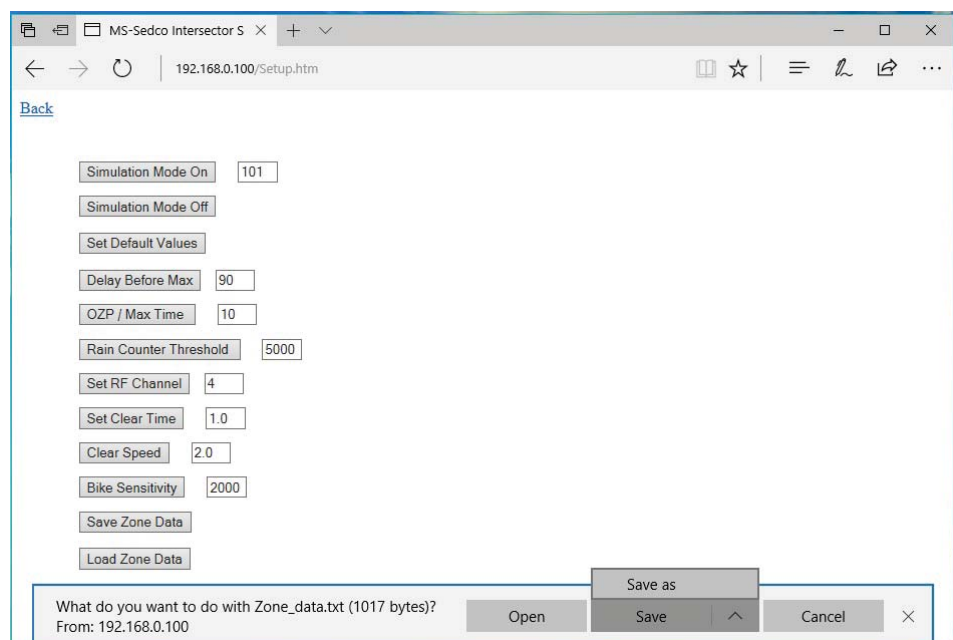 MS-Sedco Intersector S
192.168.0.100/Setup.htm
Back
Simulation Mode On 101
Simulation Mode Off
Set Default Values
Delay Before Max 90
OZP / Max Time 10
Rain Counter Threshold 5000
Set RF Channel 4
Set Clear Time 1.0
Clear Speed 2.0
Bike Sensitivity 2000
Save Zone Data
Load Zone Data
Save as
What do you want to do with Zone_data.txt (1017 bytes)?
From: 192.168.0.100
Open Save Cancel